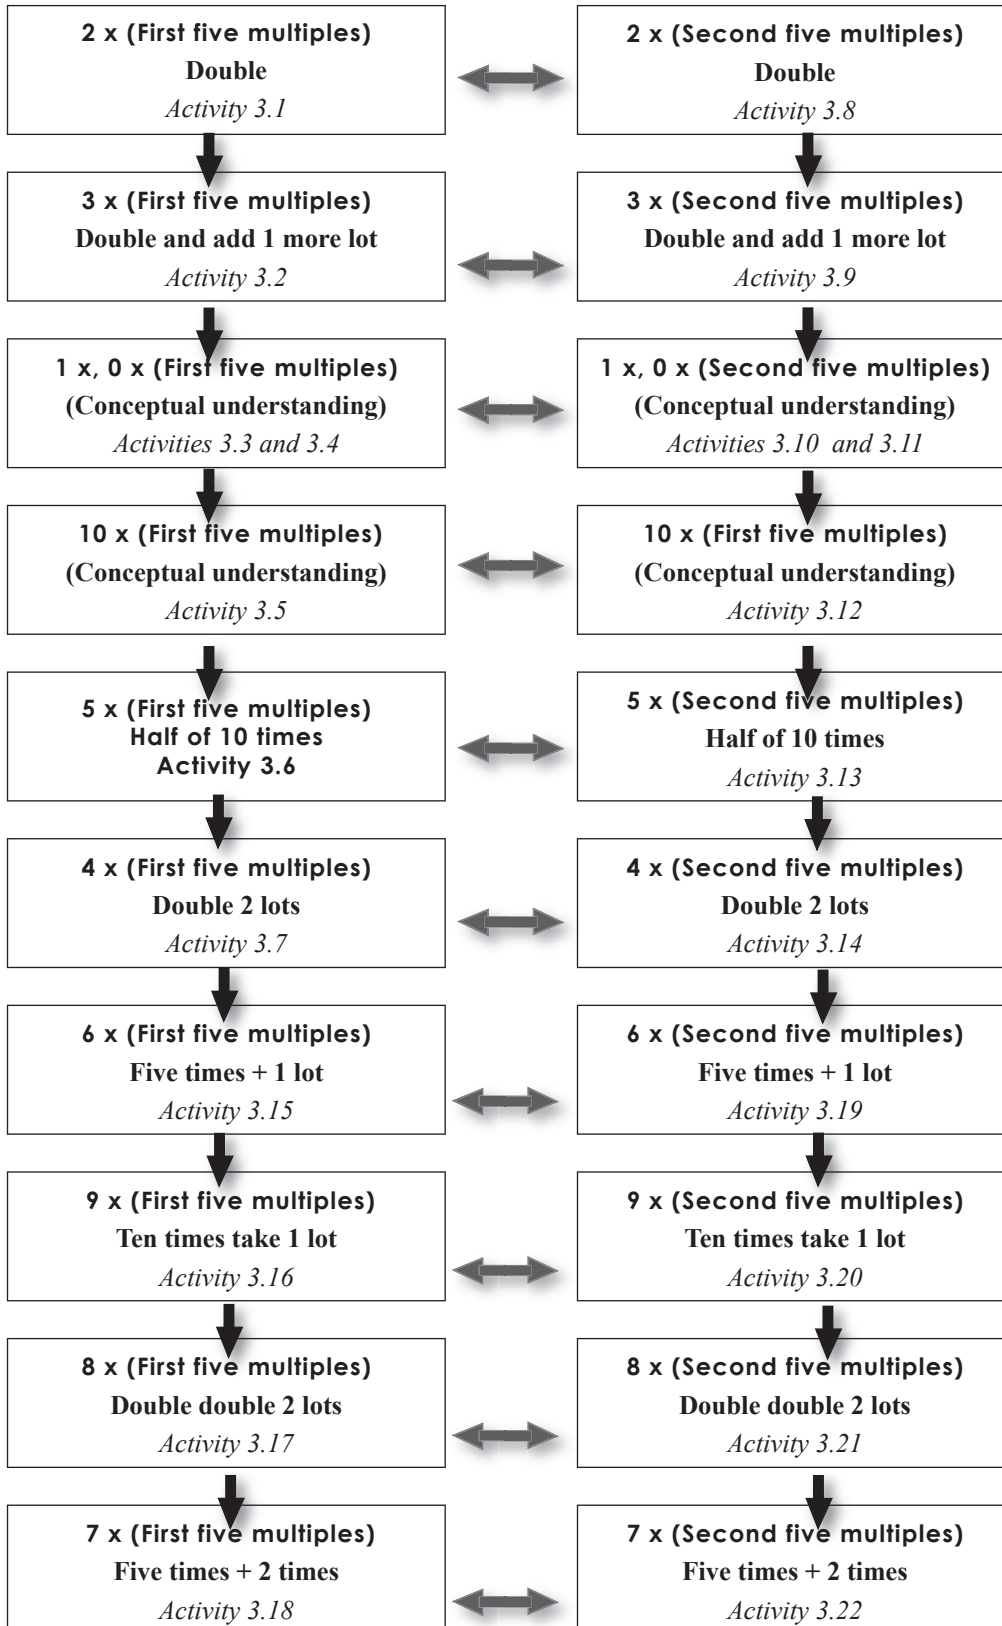 2 x (First five multiples)
Double
Activity 3.1
2 x (Second five multiples)
Double
Activity 3.8
3 x (First five multiples)
Double and add 1 more lot
Activity 3.2
3 x (Second five multiples)
Double and add 1 more lot
Activity 3.9
1 x, 0 x (First five multiples)
(Conceptual understanding)
Activities 3.3 and 3.4
1 x, 0 x (Second five multiples)
(Conceptual understanding)
Activities 3.10 and 3.11
10 x (First five multiples)
(Conceptual understanding)
Activity 3.5
10 x (First five multiples)
(Conceptual understanding)
Activity 3.12
5 x (First five multiples)
Half of 10 times
Activity 3.6
5 x (Second five multiples)
Half of 10 times
Activity 3.13
4 x (First five multiples)
Double 2 lots
Activity 3.7
4 x (Second five multiples)
Double 2 lots
Activity 3.14
6 x (First five multiples)
Five times + 1 lot
Activity 3.15
6 x (Second five multiples)
Five times + 1 lot
Activity 3.19
9 x (First five multiples)
Ten times take 1 lot
Activity 3.16
9 x (Second five multiples)
Ten times take 1 lot
Activity 3.20
8 x (First five multiples)
Double double 2 lots
Activity 3.17
8 x (Second five multiples)
Double double 2 lots
Activity 3.21
7 x (First five multiples)
Five times + 2 times
Activity 3.18
7 x (Second five multiples)
Five times + 2 times
Activity 3.22